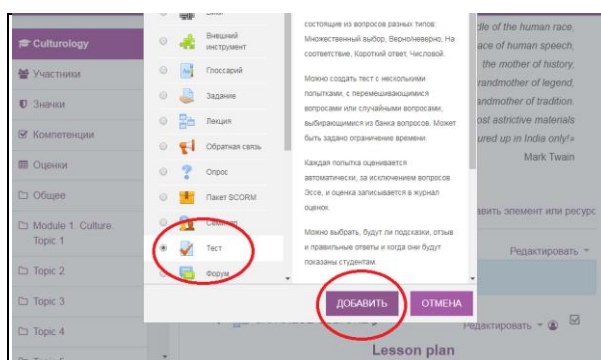 Culturology
Участники
Значки
Компетенции
Оценки
Общее
Module 1. Culture.
Topic 1
Topic 2
Topic 3
Topic 4
Внешний
инструмент
Глоссарий
Задание
Лекция
Обратная связь
Опрос
Пакет SCORM
Семинар
Тест
Форум
состоящие из вопросов разных типов:
Множественный выбор, Верно/неверно, На
соответствие, Короткий ответ, Числовой.
Можно создать тест с несколькими
попытками, с перемешивающимися
вопросами или случайными вопросами,
выбирающимися из банка вопросов. Может
быть задано ограничение времени.
Каждая попытка оценивается
автоматически, за исключением вопросов
Эссе, и оценка записывается в журнал
оценок.
Можно выбрать, будут ли подсказки, отзыв
и правильные ответы и когда они будут
показаны студентам.
ДОБАВИТЬ
ОТМЕНА
dle of the human race,
ace of human speech,
the mother of history,
randmother of legend,
andmother of tradition.
ost astrictive materials
ured up in India only!»
Mark Twain
авить элемент или ресурс
Редактировать
Редактировать
Lesson plan